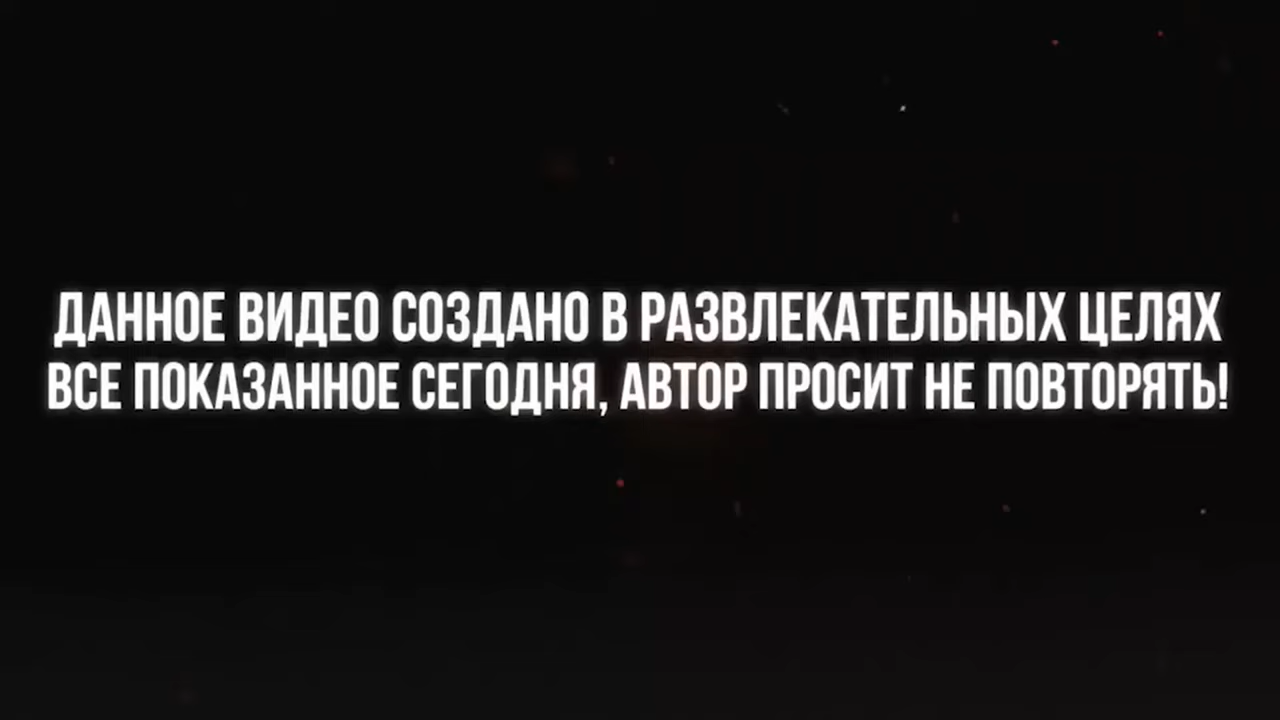 ДАННОЕ ВИДЕО СОЗДАНО В РАЗВЛЕКАТЕЛЬНЫХ ЦЕЛЯХ
ВСЕ ПОКАЗАННОЕ СЕГОДНЯ, АВТОР ПРОСИТ НЕ ПОВТОРЯТЬ!